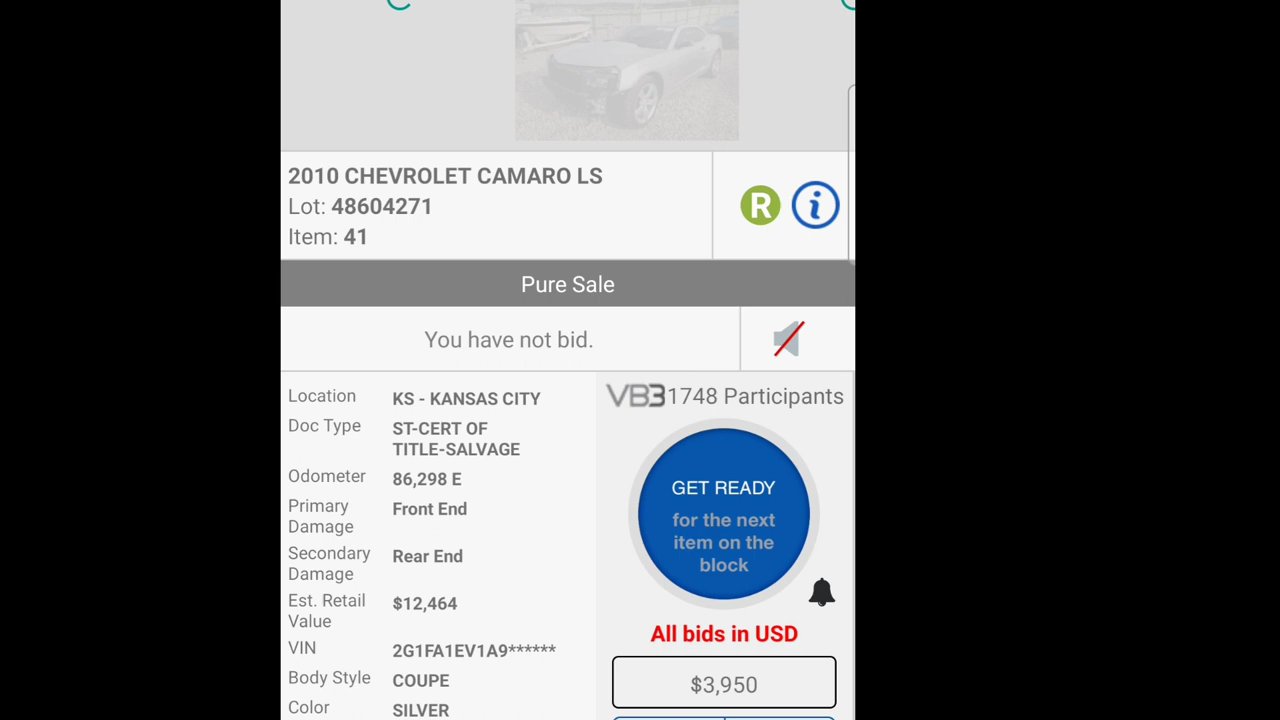 2010 CHEVROLET CAMARO LS
Lot: 48604271
Item: 41
R i
Pure Sale
You have not bid.
Location KS - KANSAS CITY
Doc Type ST-CERT OF
TITLE-SALVAGE
Odometer 86,298 E
Primary
Damage Front End
Secondary
Damage Rear End
Est. Retail
Value $12,464
VIN 2G1FA1EV1A9******
Body Style COUPE
Color SILVER
VB3 1748 Participants
GET READY
for the next
item on the
block
All bids in USD
$3,950